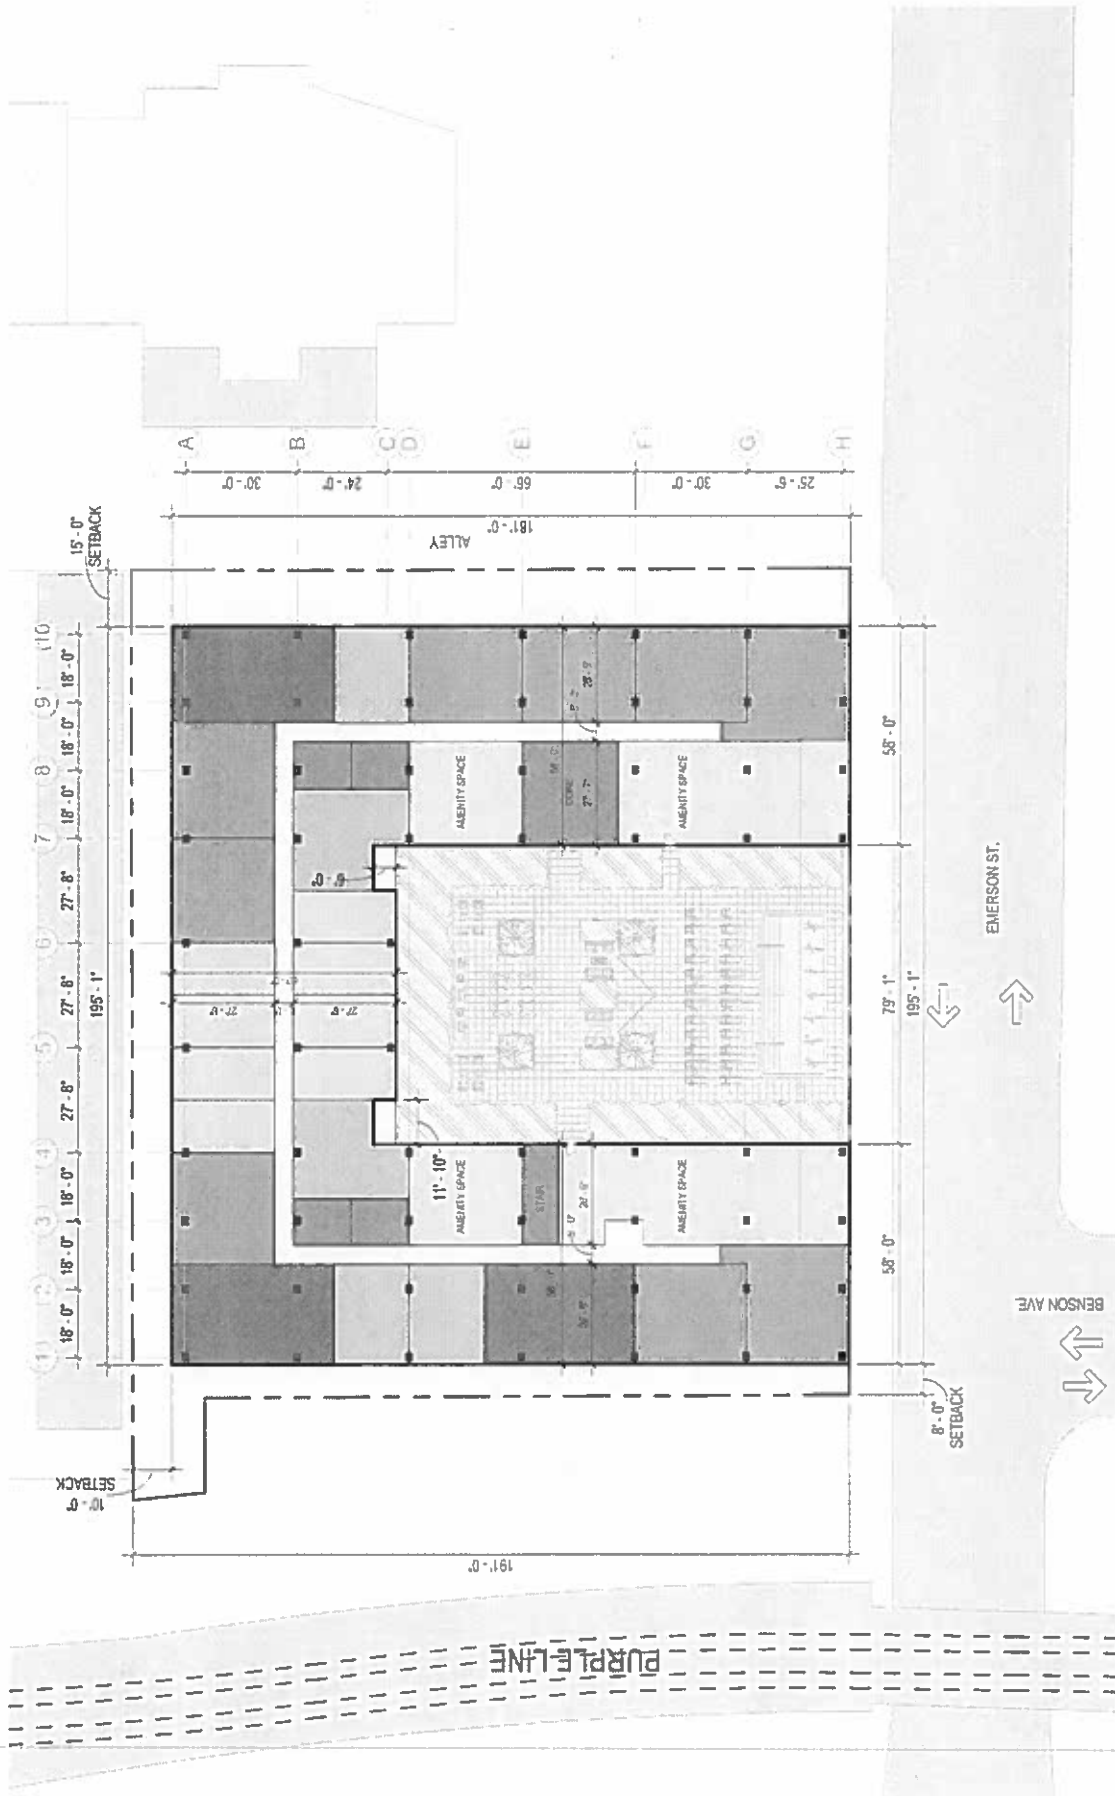 PURPLE LINE
191'-0"
10'-0"
SETBACK
8'-0"
SETBACK
BENSON AVE.
EMERSON ST.
15'-0"
SETBACK
ALLEY
181'-0"
195'-1"
1
2
3
4
5
6
7
8
9
10
18'-0"
18'-0"
18'-0"
27'-8"
27'-8"
27'-8"
18'-0"
18'-0"
18'-0"
A
B
C
D
E
F
G
H
30'-0"
24'-0"
66'-0"
30'-0"
25'-6"
58'-0"
79'-1"
58'-0"
195'-1"
AMENITY SPACE
STAIR
AMENITY SPACE
11'-10"
6'-0"
AMENITY SPACE
CORE
27'-7"
AMENITY SPACE